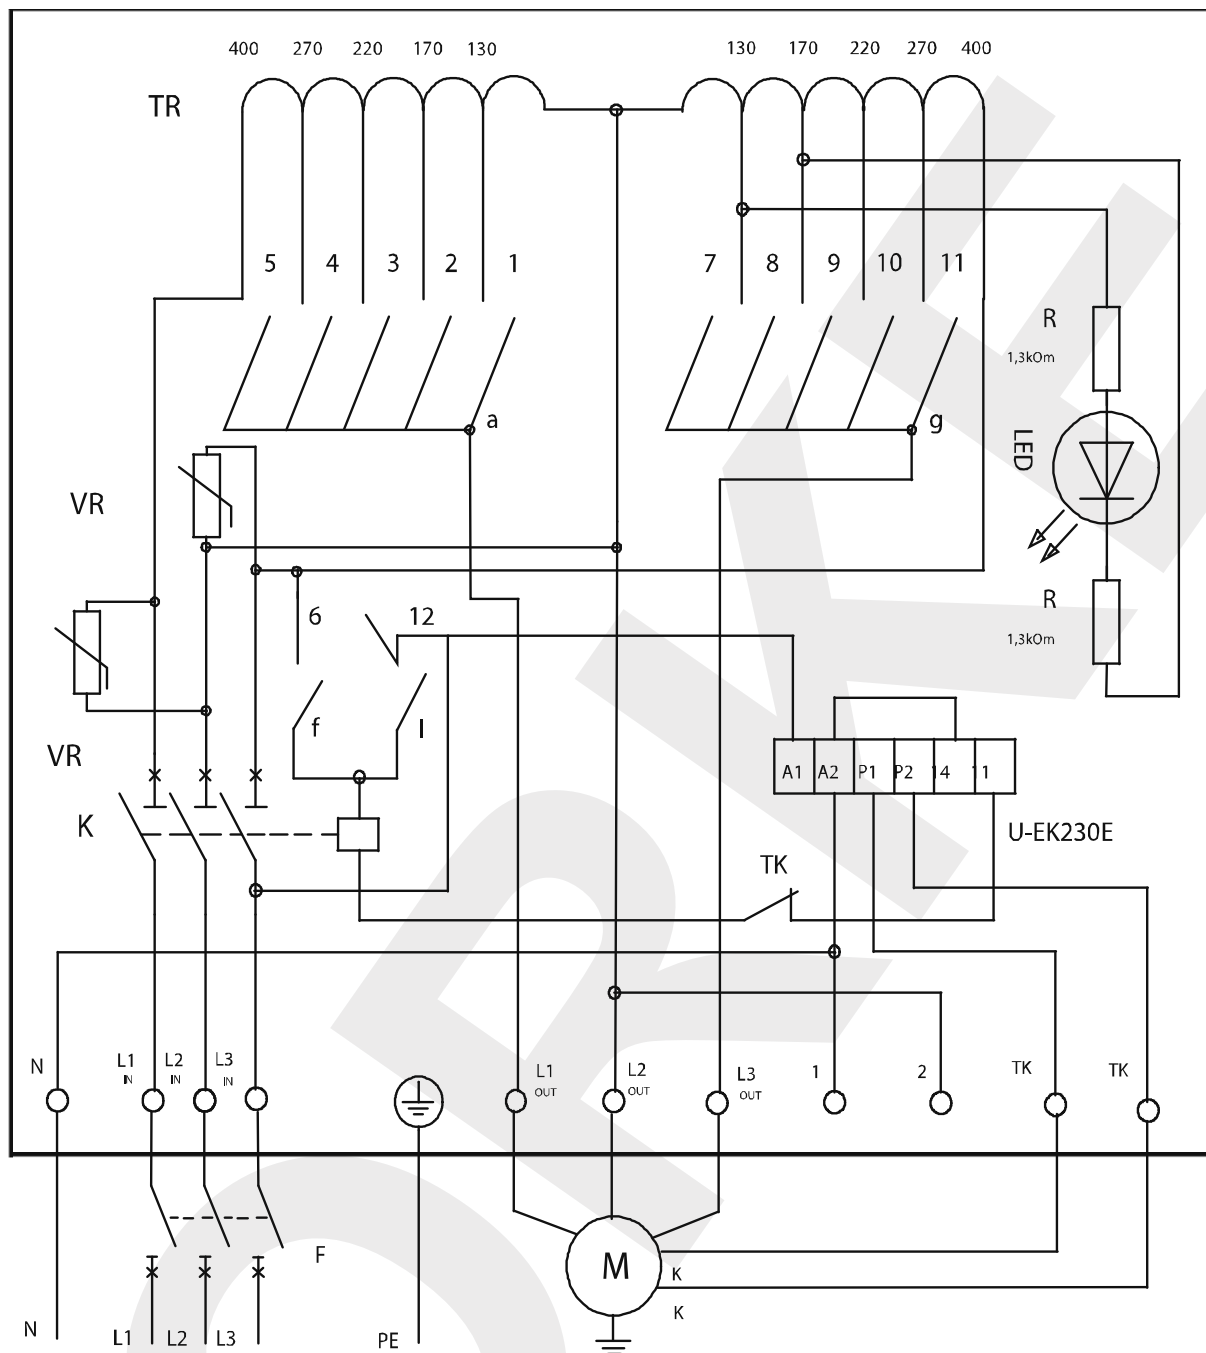 400 270 220 170 130 130 170 220 270 400
TR
5 4 3 2 1 7 8 9 10 11
R
1,3kOm
a g
LED
VR
R
6 12
1,3kOm
f l
VR
A1 A2 P1 P2 14 11
K
U-EK230E
TK
N L1 IN L2 IN L3 IN L1 OUT L2 OUT L3 OUT 1 2 TK TK
F
M
K
K
N L1 L2 L3 PE